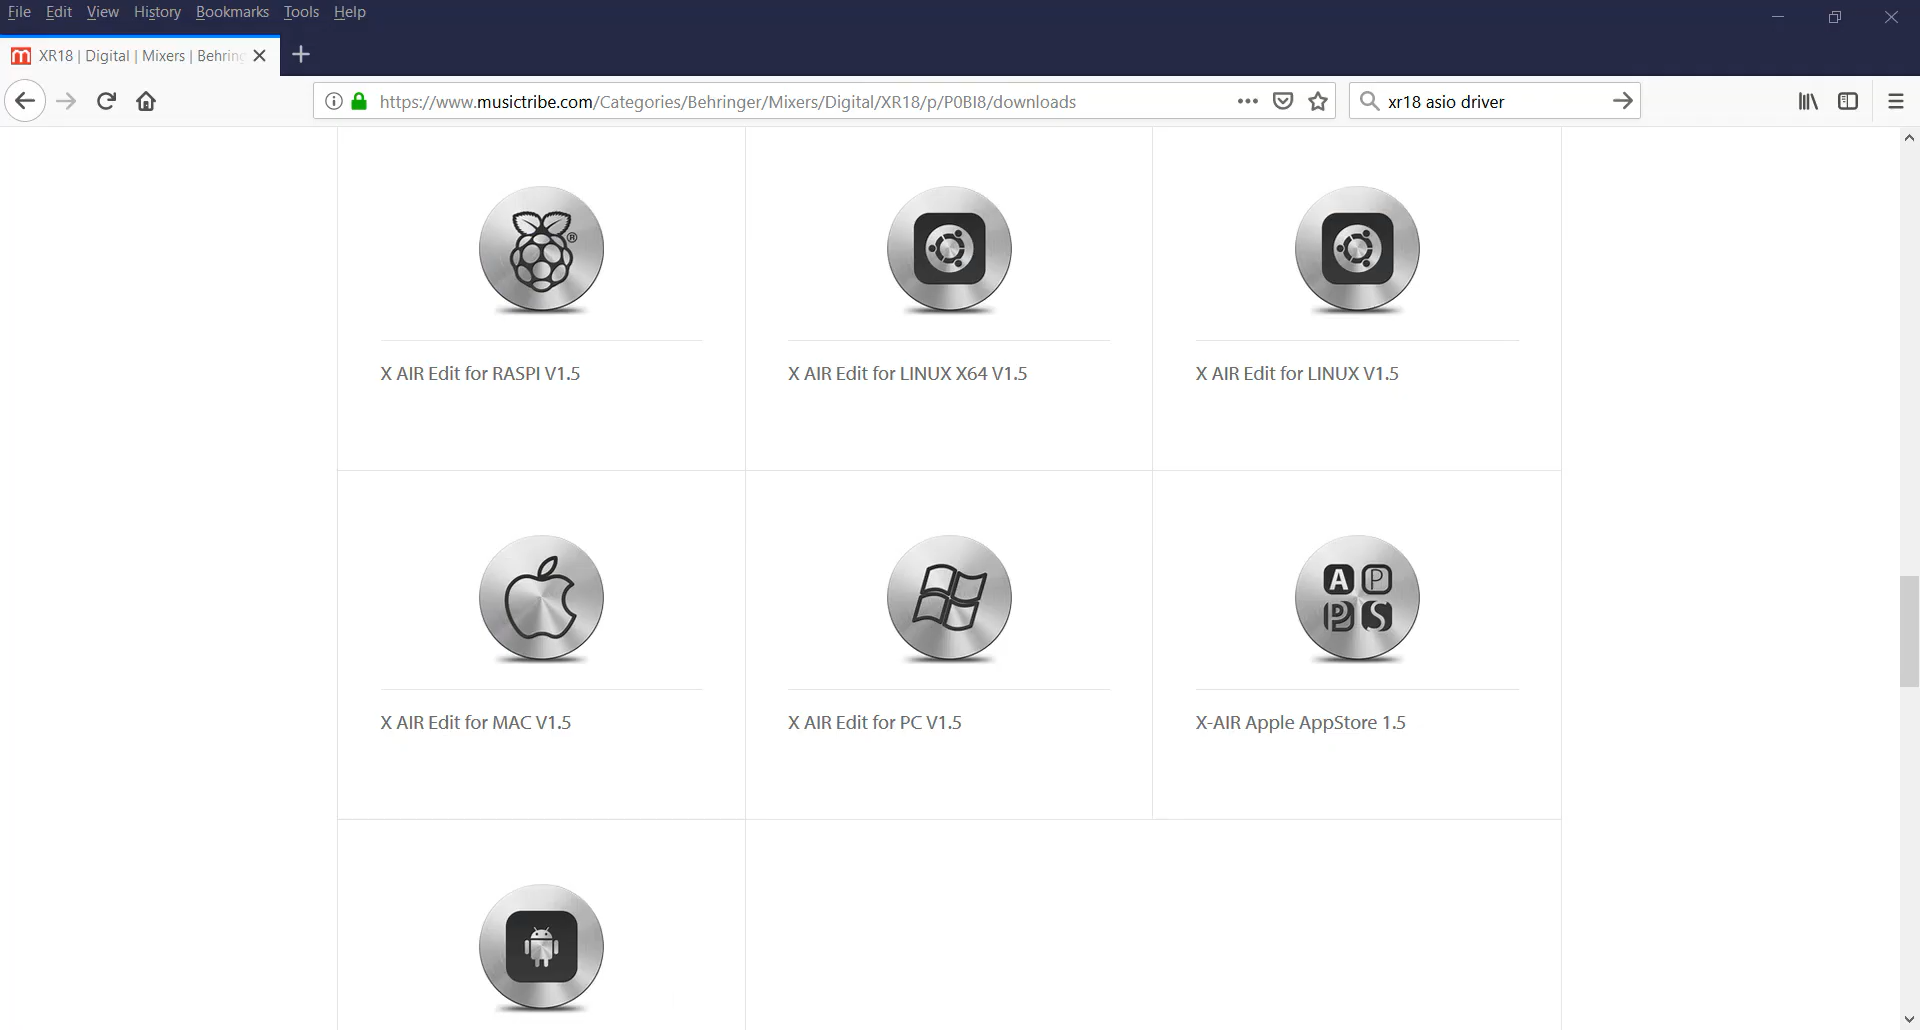 File Edit View History Bookmarks Tools Help
XR18 | Digital | Mixers | Behring
https://www.musictribe.com/Categories/Behringer/Mixers/Digital/XR18/p/P0BI8/downloads
xr18 asio driver
X AIR Edit for RASPI V1.5
X AIR Edit for LINUX X64 V1.5
X AIR Edit for LINUX V1.5
A P
P S
X AIR Edit for MAC V1.5
X AIR Edit for PC V1.5
X-AIR Apple AppStore 1.5